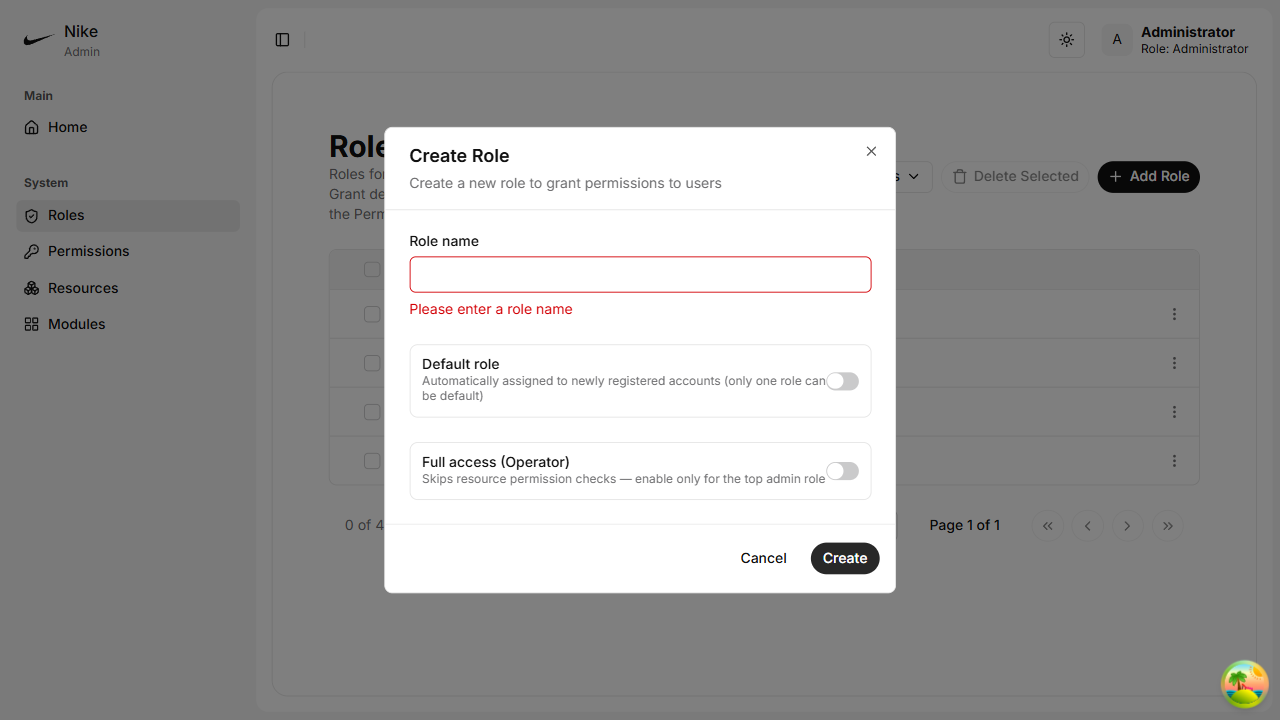 Nike
Admin
Main
Home
System
Roles
Permissions
Resources
Modules
A
Administrator
Role: Administrator
Role
Roles for
Grant de
the Perm
Delete Selected
Add Role
0 of 4
Page 1 of 1
Create Role
Create a new role to grant permissions to users
Role name
Please enter a role name
Default role
Automatically assigned to newly registered accounts (only one role can
be default)
Full access (Operator)
Skips resource permission checks — enable only for the top admin role
Cancel
Create